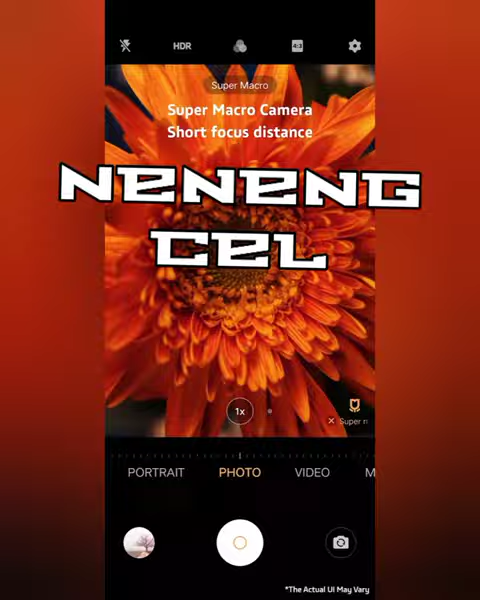 HDR
4:3
Super Macro
Super Macro Camera
Short focus distance
NENENG
CEL
1x
Super
PORTRAIT PHOTO VIDEO M
*The Actual UI May Vary